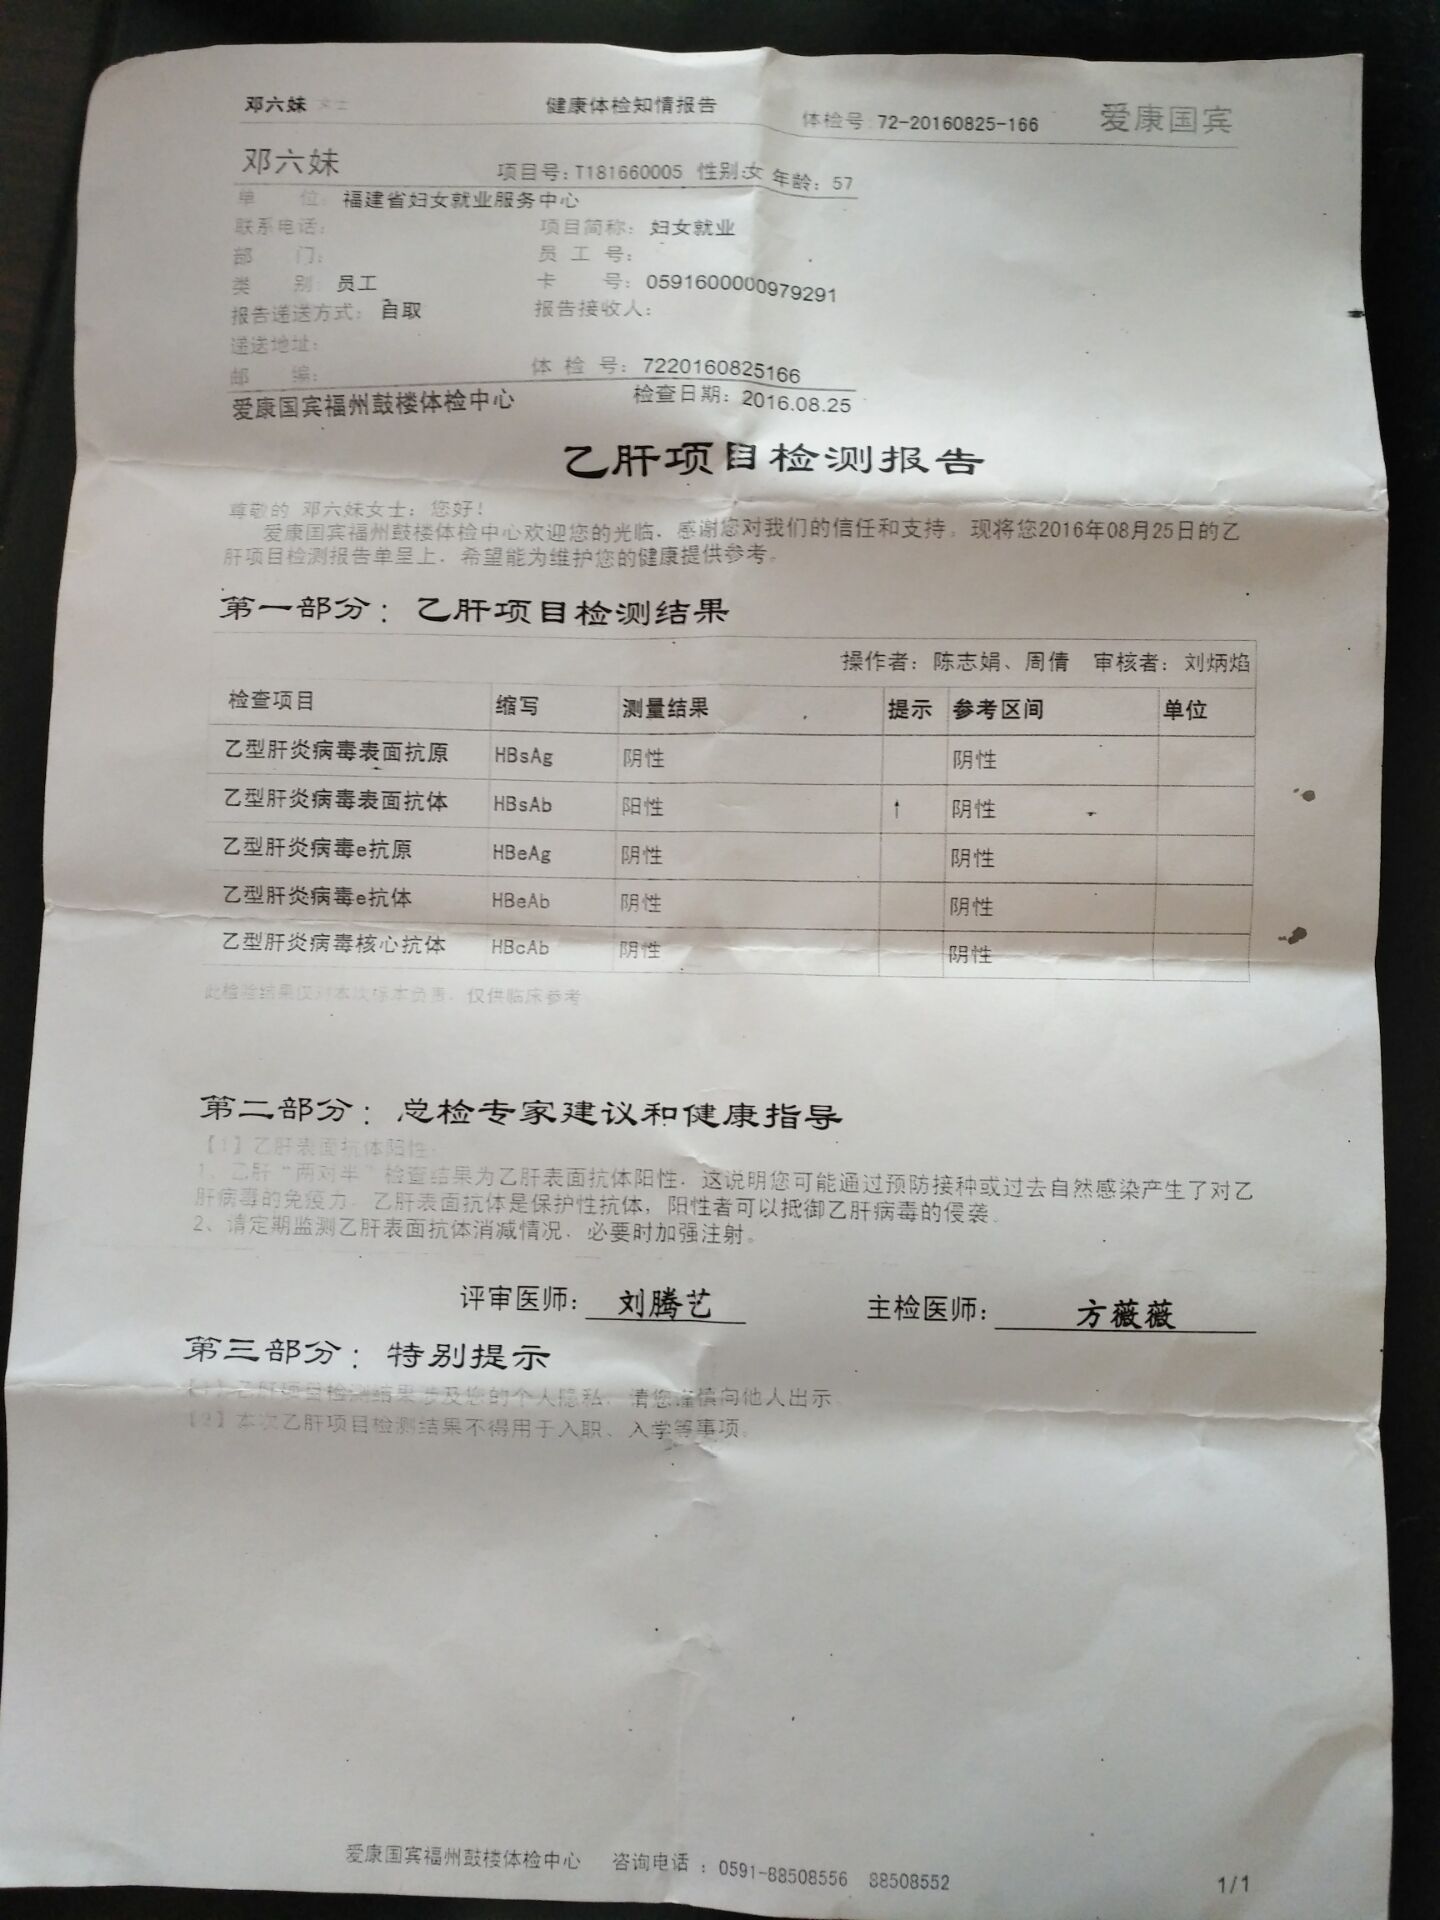 邓六妹 女士 健康体检知情报告 体检号:72-20160825-166 爱康国宾
邓六妹 项目号:T181660005 性别:女 年龄:57
单 位: 福建省妇女就业服务中心
联系电话: 项目简称: 妇女就业
部 门: 员 工 号:
类 别: 员工 卡 号: 0591600000979291
报告递送方式: 自取 报告接收人:
递送地址:
邮 编: 体 检 号: 7220160825166
爱康国宾福州鼓楼体检中心 检查日期: 2016.08.25
乙肝项目检测报告
尊敬的 邓六妹女士: 您好!
爱康国宾福州鼓楼体检中心欢迎您的光临. 感谢您对我们的信任和支持。现将您2016年08月25日的乙
肝项目检测报告单呈上. 希望能为维护您的健康提供参考。
第一部分: 乙肝项目检测结果
操作者: 陈志娟、周倩 审核者: 刘炳焰
检查项目 缩写 测量结果 提示 参考区间 单位
乙型肝炎病毒表面抗原 HBsAg 阴性 阴性
乙型肝炎病毒表面抗体 HBsAb 阳性 ↑ 阴性
乙型肝炎病毒e抗原 HBeAg 阴性 阴性
乙型肝炎病毒e抗体 HBeAb 阴性 阴性
乙型肝炎病毒核心抗体 HBcAb 阴性 阴性
此检验结果仅对本次标本负责. 仅供临床参考
第二部分: 总检专家建议和健康指导
【1】乙肝表面抗体阳性:
1、乙肝“两对半”检查结果为乙肝表面抗体阳性. 这说明您可能通过预防接种或过去自然感染产生了对乙
肝病毒的免疫力. 乙肝表面抗体是保护性抗体, 阳性者可以抵御乙肝病毒的侵袭。
2、请定期监测乙肝表面抗体消减情况. 必要时加强注射。
评审医师: 刘腾艺 主检医师: 方薇薇
第三部分: 特别提示
【1】乙肝项目检测结果涉及您的个人隐私. 请您谨慎向他人出示.
【2】本次乙肝项目检测结果不得用于入职、入学等事项.
爱康国宾福州鼓楼体检中心 咨询电话 : 0591-88508556 88508552
1/1